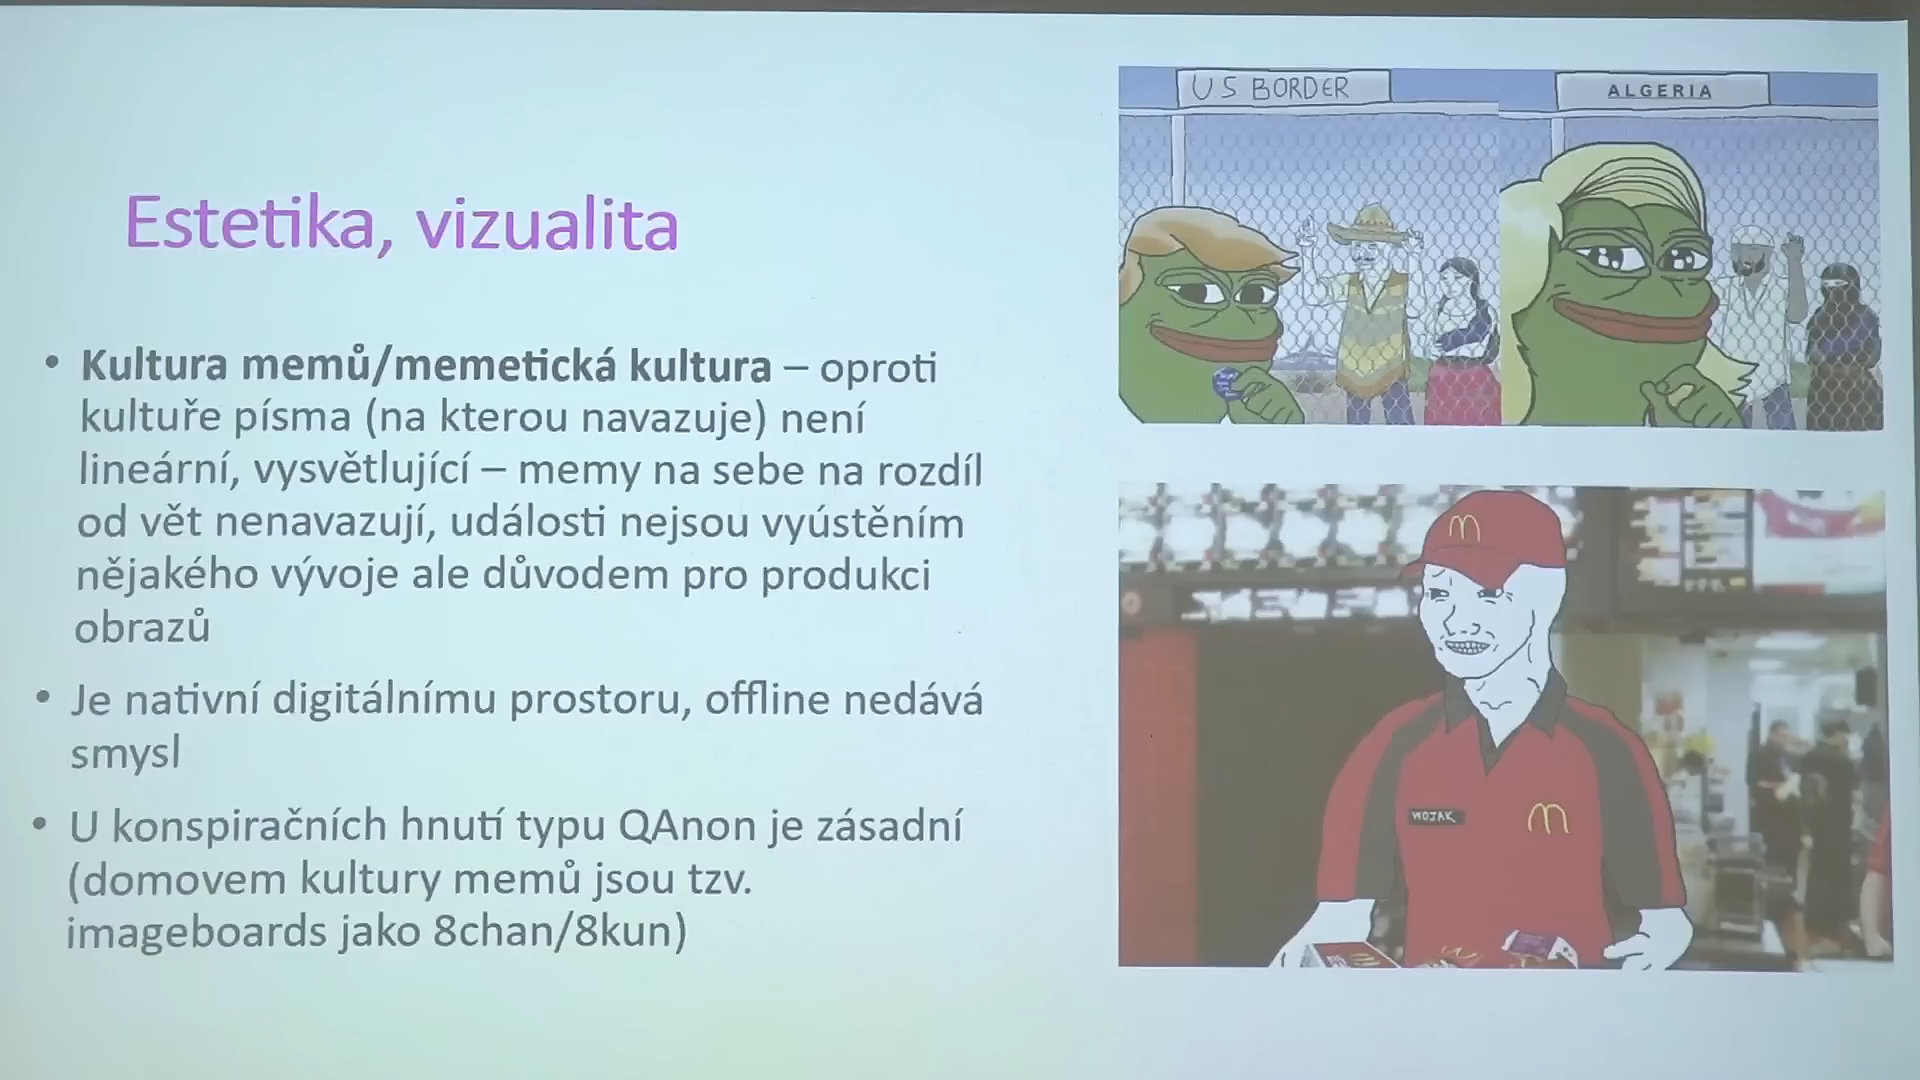 Estetika, vizualita
• Kultura memů/memetická kultura – oproti
kultuře písma (na kterou navazuje) není
lineární, vysvětlující – memy na sebe na rozdíl
od vět nenavazují, události nejsou vyústěním
nějakého vývoje ale důvodem pro produkci
obrazů
• Je nativní digitálnímu prostoru, offline nedává
smysl
• U konspiračních hnutí typu QAnon je zásadní
(domovem kultury memů jsou tzv.
imageboards jako 8chan/8kun)
US BORDER
ALGERIA
WOJAK